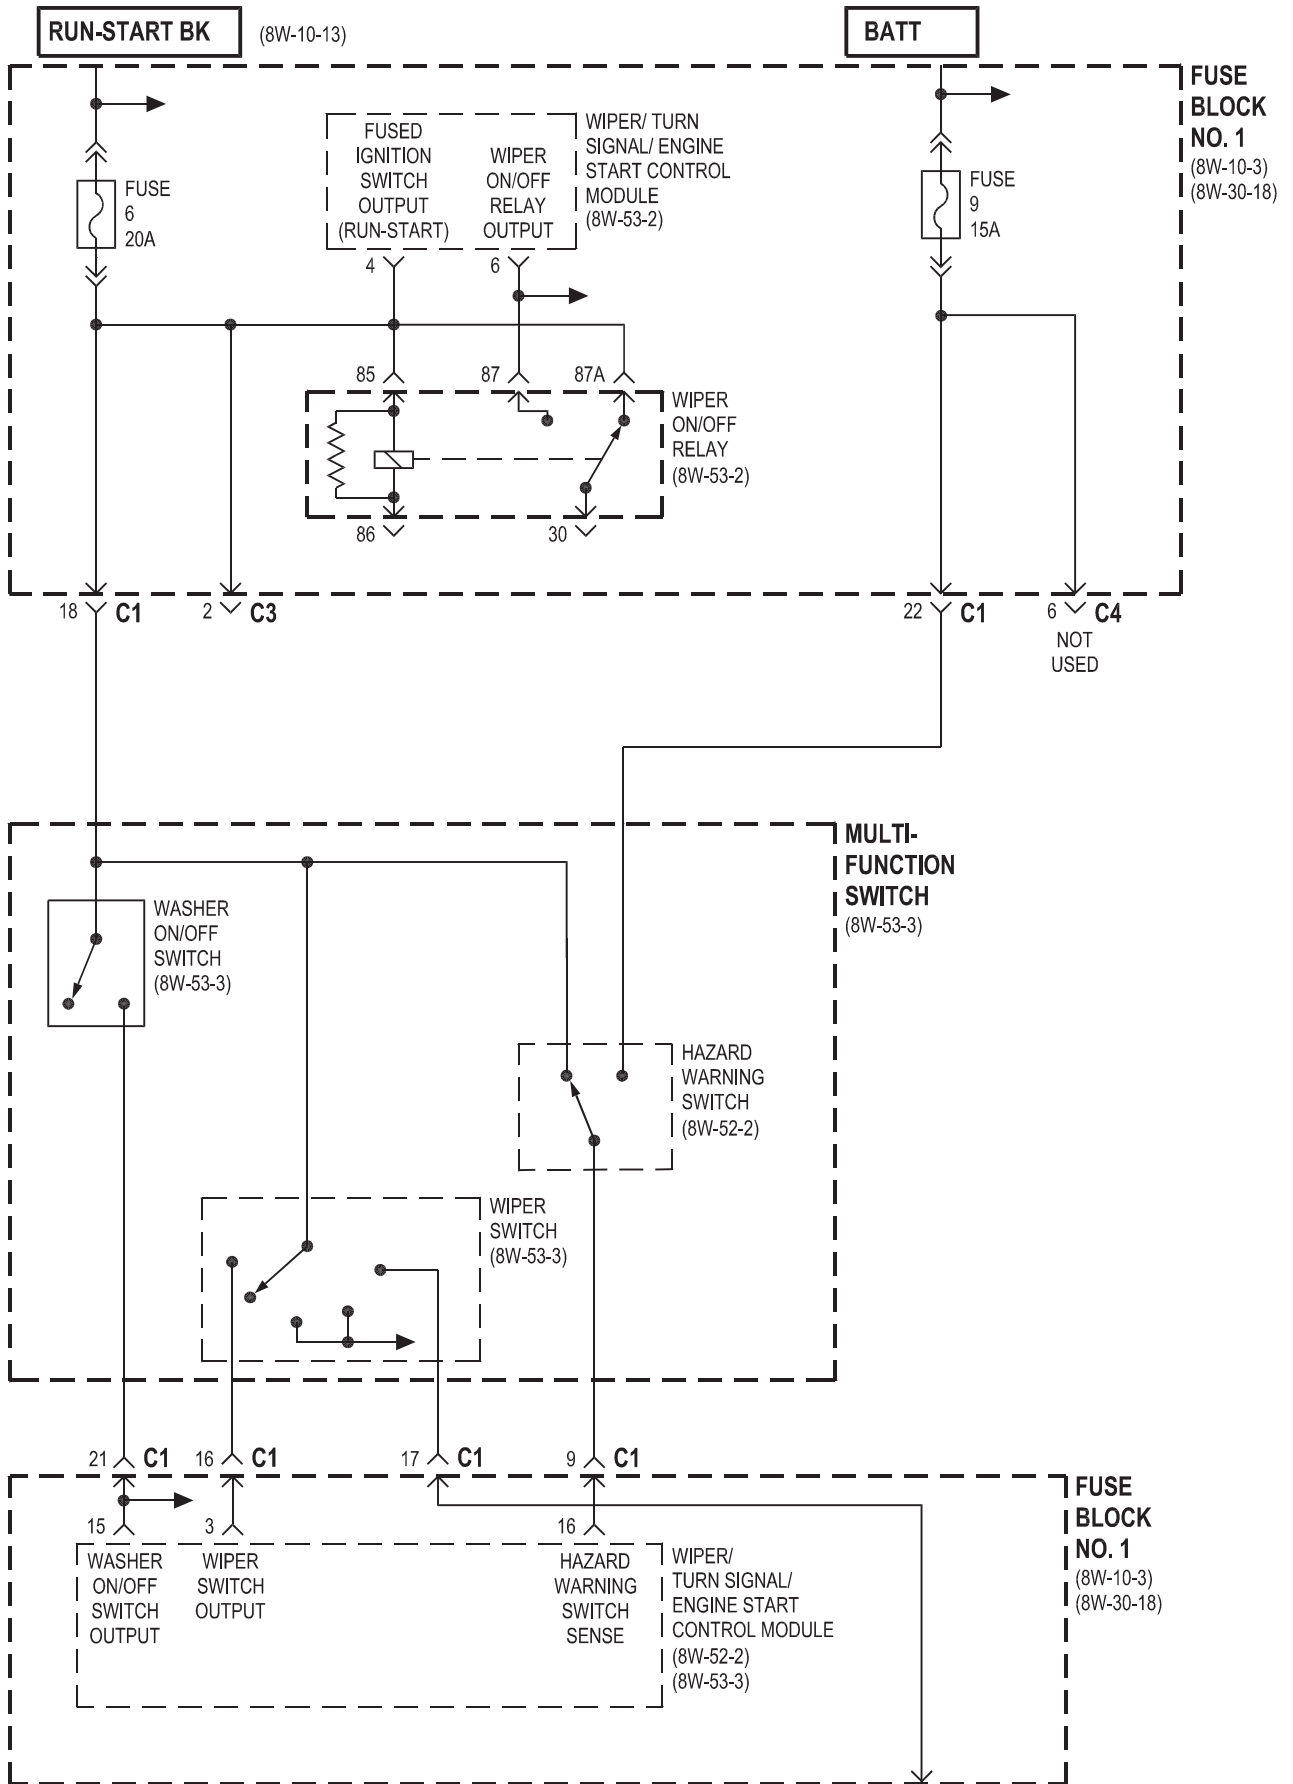 RUN-START BK
(8W-10-13)
BATT
FUSE
BLOCK
NO. 1
(8W-10-3)
(8W-30-18)
FUSE
6
20A
FUSED
IGNITION
SWITCH
OUTPUT
(RUN-START)
WIPER
ON/OFF
RELAY
OUTPUT
WIPER/ TURN
SIGNAL/ ENGINE
START CONTROL
MODULE
(8W-53-2)
FUSE
9
15A
4
6
85
87
87A
WIPER
ON/OFF
RELAY
(8W-53-2)
86
30
18
C1
2
C3
22
C1
6
C4
NOT
USED
MULTI-
FUNCTION
SWITCH
(8W-53-3)
WASHER
ON/OFF
SWITCH
(8W-53-3)
HAZARD
WARNING
SWITCH
(8W-52-2)
WIPER
SWITCH
(8W-53-3)
21
C1
16
C1
17
C1
9
C1
FUSE
BLOCK
NO. 1
(8W-10-3)
(8W-30-18)
15
3
16
WASHER
ON/OFF
SWITCH
OUTPUT
WIPER
SWITCH
OUTPUT
HAZARD
WARNING
SWITCH
SENSE
WIPER/
TURN SIGNAL/
ENGINE START
CONTROL MODULE
(8W-52-2)
(8W-53-3)